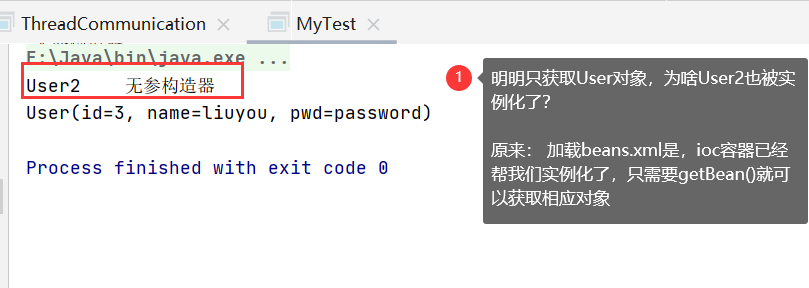 ThreadCommunication
MyTest
E:\Java\bin\java.exe ...
User2 无参构造器
User(id=3, name=liuyou, pwd=password)
Process finished with exit code 0
1
明明只获取User对象，为啥User2也被实
例化了？
原来： 加载beans.xml是，ioc容器已经
帮我们实例化了，只需要getBean()就可
以获取相应对象